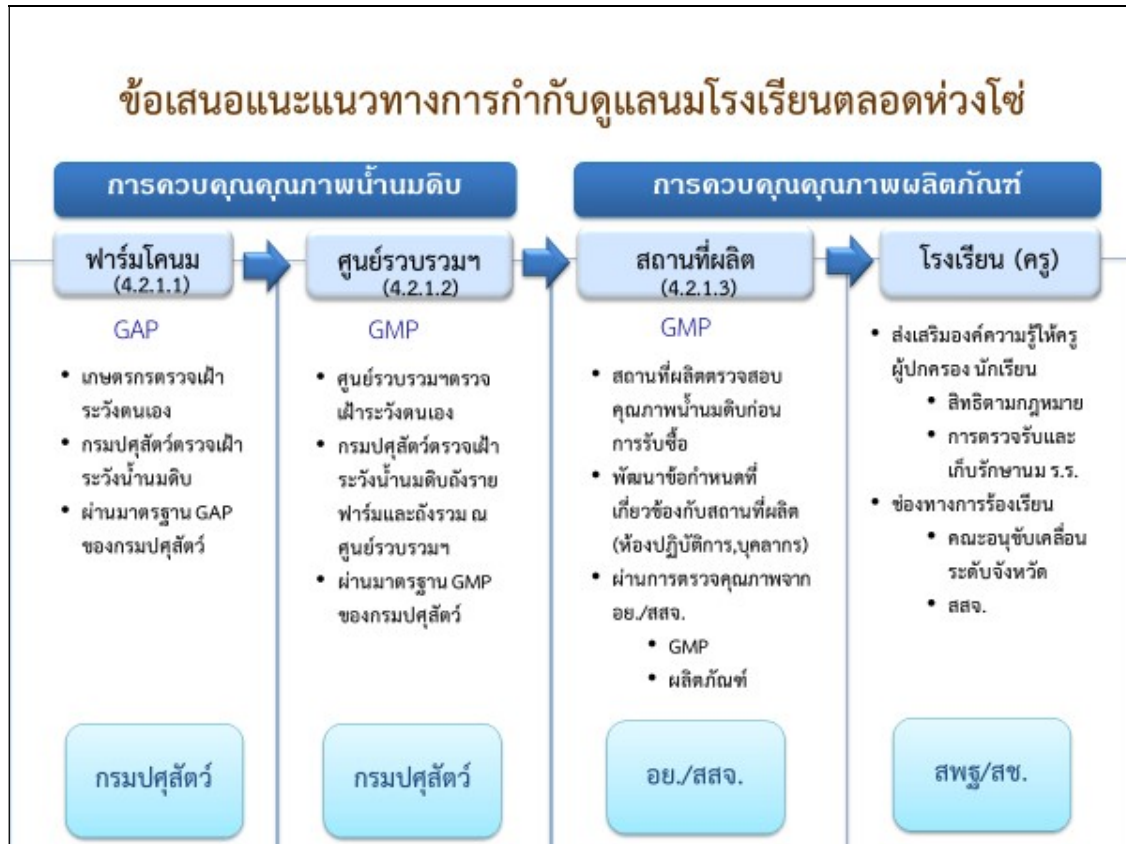 ข้อเสนอแนะแนวทางการกำกับดูแลนมโรงเรียนตลอดห่วงโซ่
การควบคุณคุณภาพน้ำนมดิบ
การควบคุณคุณภาพผลิตภัณฑ์
ฟาร์มโคนม
(4.2.1.1)
ศูนย์รวบรวมฯ
(4.2.1.2)
สถานที่ผลิต
(4.2.1.3)
โรงเรียน (ครู)
GAP
• เกษตรกรตรวจเฝ้า
ระวังตนเอง
• กรมปศุสัตว์ตรวจเฝ้า
ระวังน้ำนมดิบ
• ผ่านมาตรฐาน GAP
ของกรมปศุสัตว์
กรมปศุสัตว์
GMP
• ศูนย์รวบรวมฯตรวจ
เฝ้าระวังตนเอง
• กรมปศุสัตว์ตรวจเฝ้า
ระวังน้ำนมดิบถังราย
ฟาร์มและถังรวม ณ
ศูนย์รวบรวมฯ
• ผ่านมาตรฐาน GMP
ของกรมปศุสัตว์
กรมปศุสัตว์
GMP
• สถานที่ผลิตตรวจสอบ
คุณภาพน้ำนมดิบก่อน
การรับซื้อ
• พัฒนาข้อกำหนดที่
เกี่ยวข้องกับสถานที่ผลิต
(ห้องปฏิบัติการ,บุคลากร)
• ผ่านการตรวจคุณภาพจาก
อย./สสจ.
• GMP
• ผลิตภัณฑ์
อย./สสจ.
• ส่งเสริมองค์ความรู้ให้ครู
ผู้ปกครอง นักเรียน
• สิทธิตามกฎหมาย
• การตรวจรับและ
เก็บรักษานม ร.ร.
• ช่องทางการร้องเรียน
• คณะอนุขับเคลื่อน
ระดับจังหวัด
• สสจ.
สพฐ/สช.